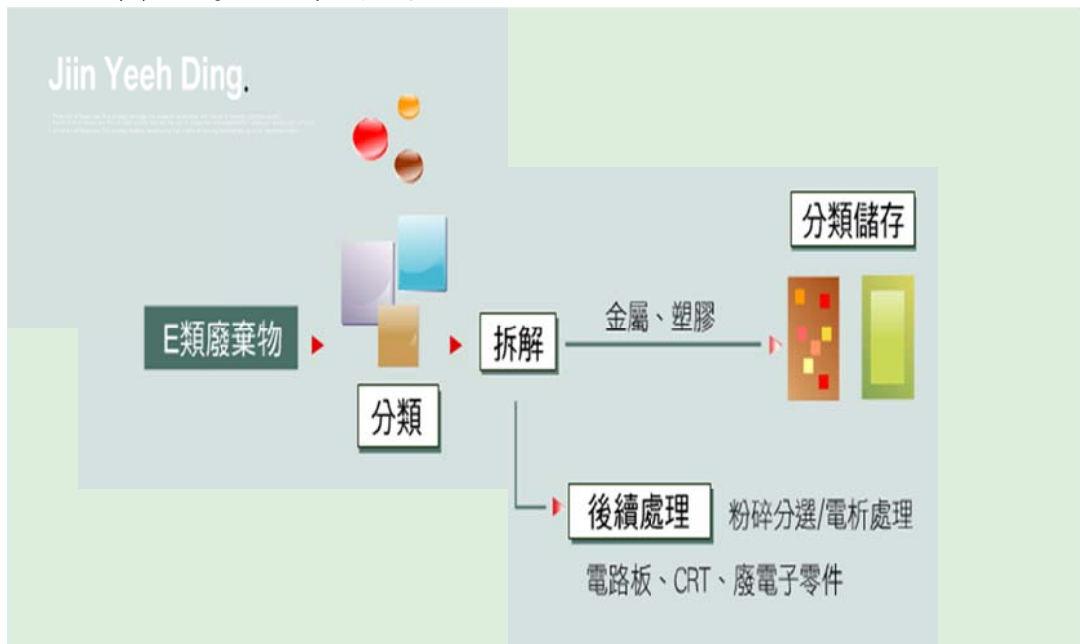 Jiin Yeeh Ding.
分類儲存
金屬、塑膠
E類廢棄物
拆解
分類
後續處理
粉碎分選/電析處理
電路板、CRT、廢電子零件